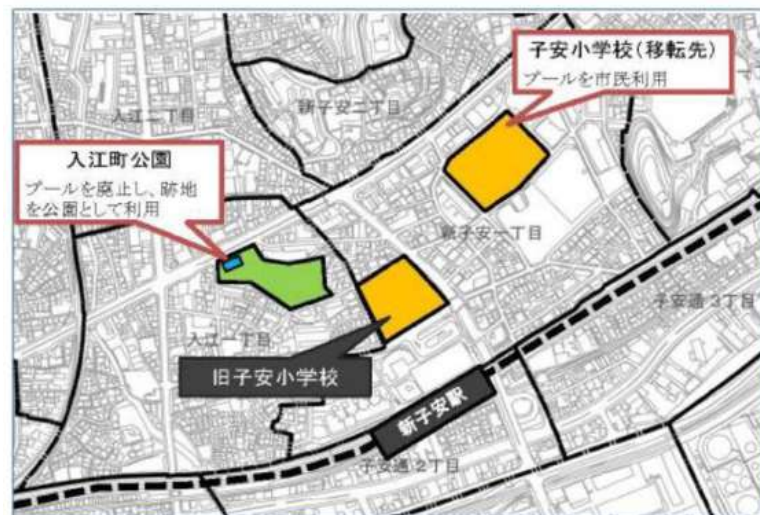 子安小学校(移転先)
プールを市民利用
入江二丁目
新子安二丁目
入江町公園
プールを廃止し、跡地
を公園として利用
新子安一丁目
子安通3丁目
入江一丁目
旧子安小学校
新子安駅
子安通2丁目